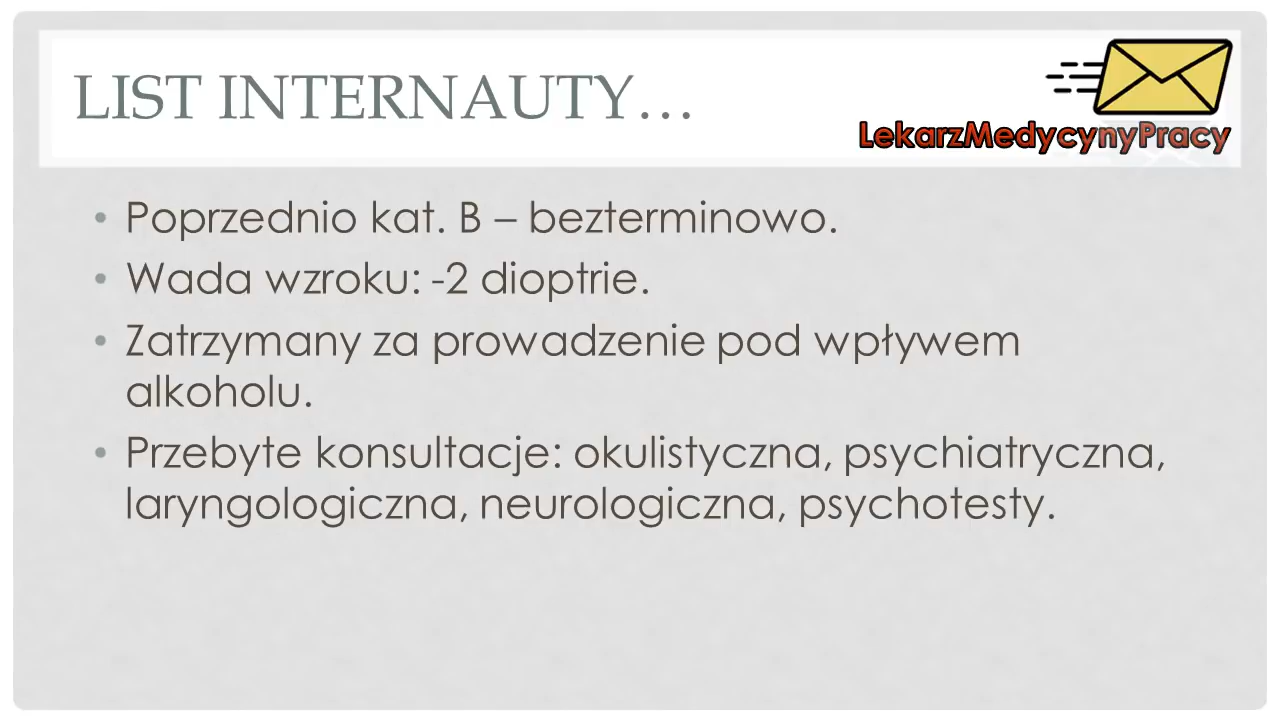 LIST INTERNAUTY…
LekarzMedycynyPracy
• Poprzednio kat. B – bezterminowo.
• Wada wzroku: -2 dioptrie.
• Zatrzymany za prowadzenie pod wpływem
alkoholu.
• Przebyte konsultacje: okulistyczna, psychiatryczna,
laryngologiczna, neurologiczna, psychotesty.